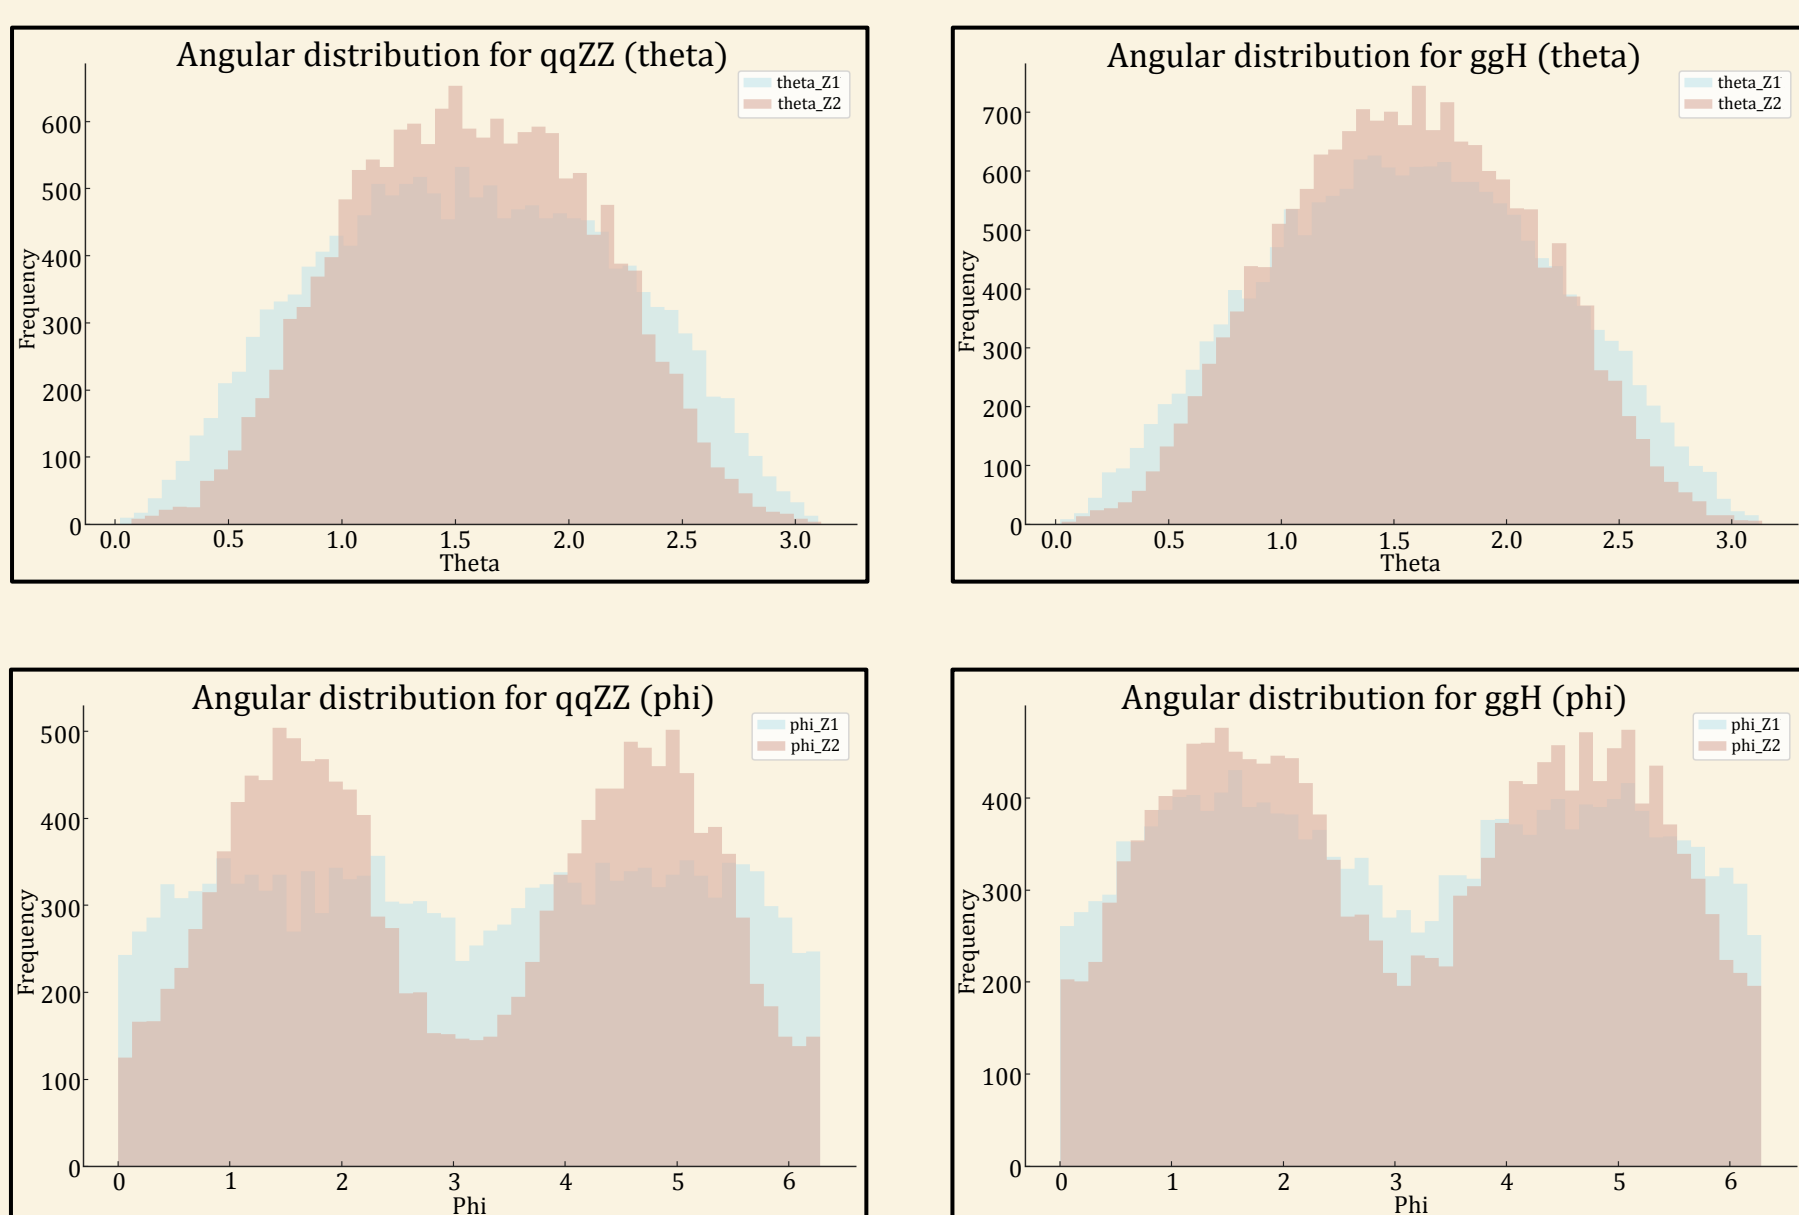 Angular distribution for qqZZ (theta)
theta_Z1
theta_Z2
600
500
400
300
200
100
0
Frequency
0.0 0.5 1.0 1.5 2.0 2.5 3.0
Theta
Angular distribution for ggH (theta)
theta_Z1
theta_Z2
700
600
500
400
300
200
100
0
Frequency
0.0 0.5 1.0 1.5 2.0 2.5 3.0
Theta
Angular distribution for qqZZ (phi)
phi_Z1
phi_Z2
500
400
300
200
100
0
Frequency
0 1 2 3 4 5 6
Phi
Angular distribution for ggH (phi)
phi_Z1
phi_Z2
400
300
200
100
0
Frequency
0 1 2 3 4 5 6
Phi